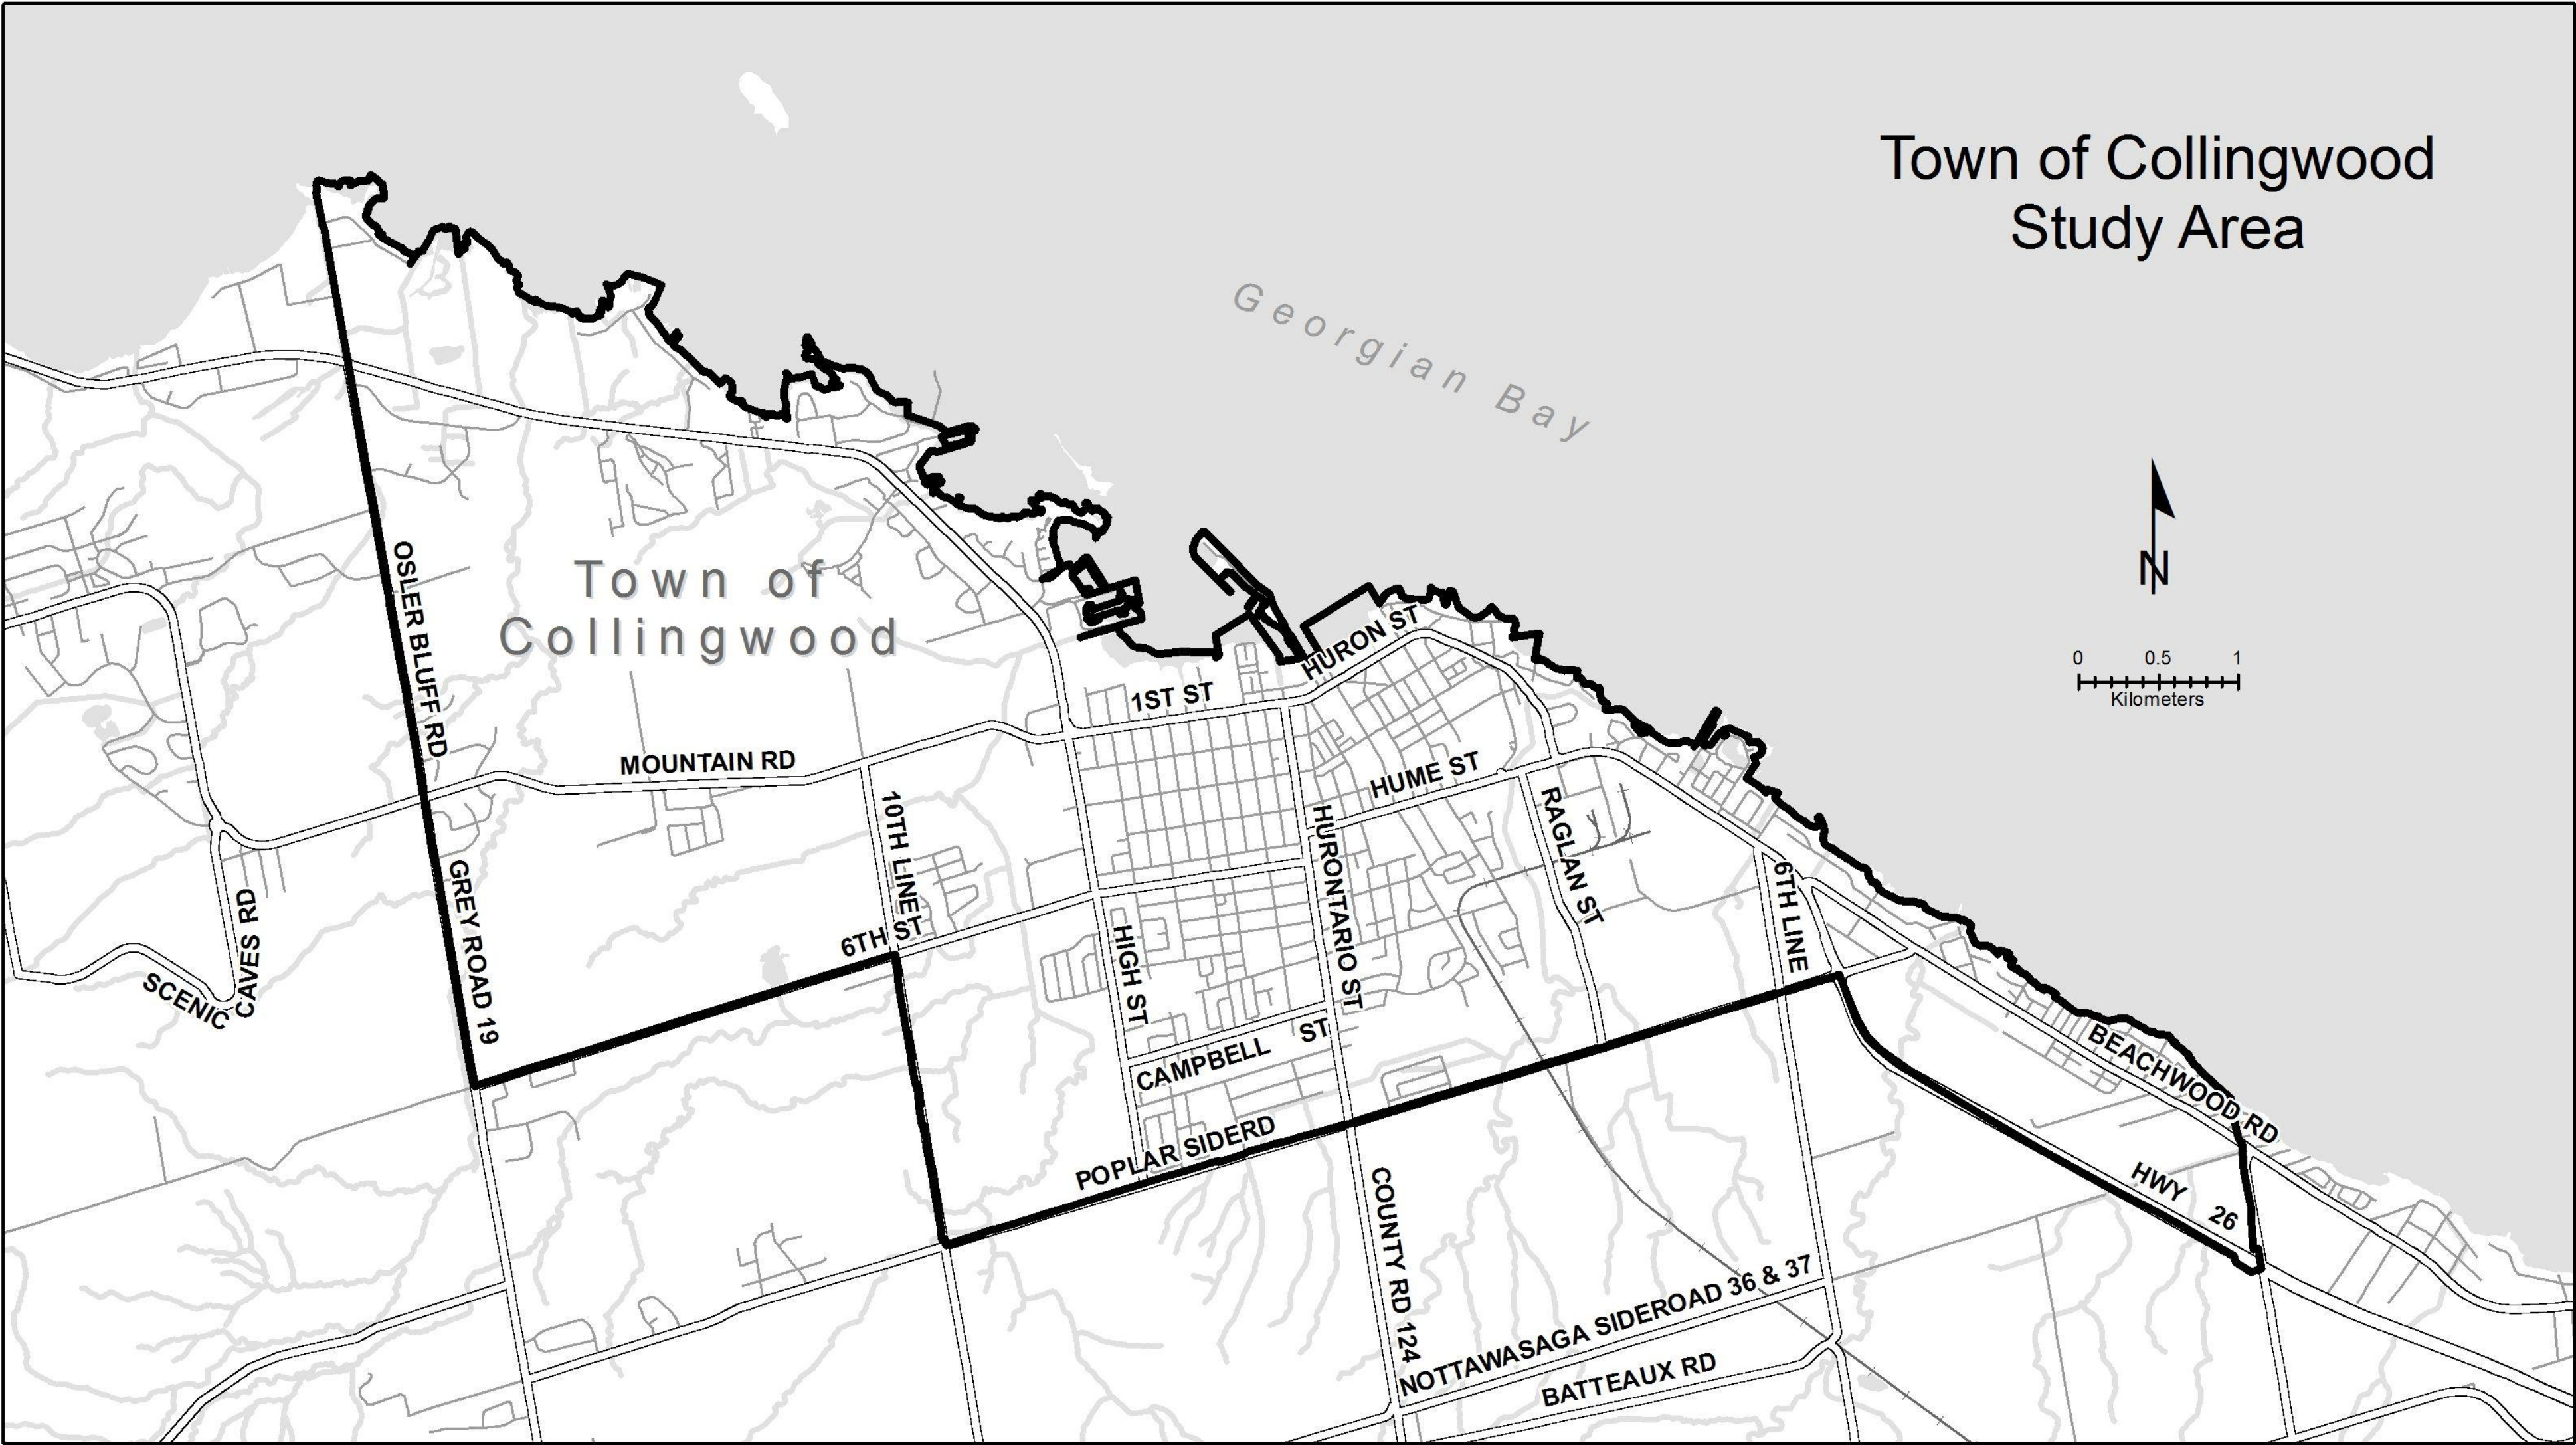 Town of Collingwood
Study Area
Georgian Bay
N
0 0.5 1
Kilometers
Town of
Collingwood
OSLER BLUFF RD
HURON ST
1ST ST
MOUNTAIN RD
HUME ST
10TH LINE
RAGLAN ST
HURONTARIO ST
6TH LINE
GREY ROAD 19
6TH ST
HIGH ST
SCENIC
CAVES RD
CAMPBELL ST
POPLAR SIDERD
BEACHWOOD RD
HWY 26
COUNTY RD 124
NOTTAWASAGA SIDEROAD 36 & 37
BATTEAUX RD